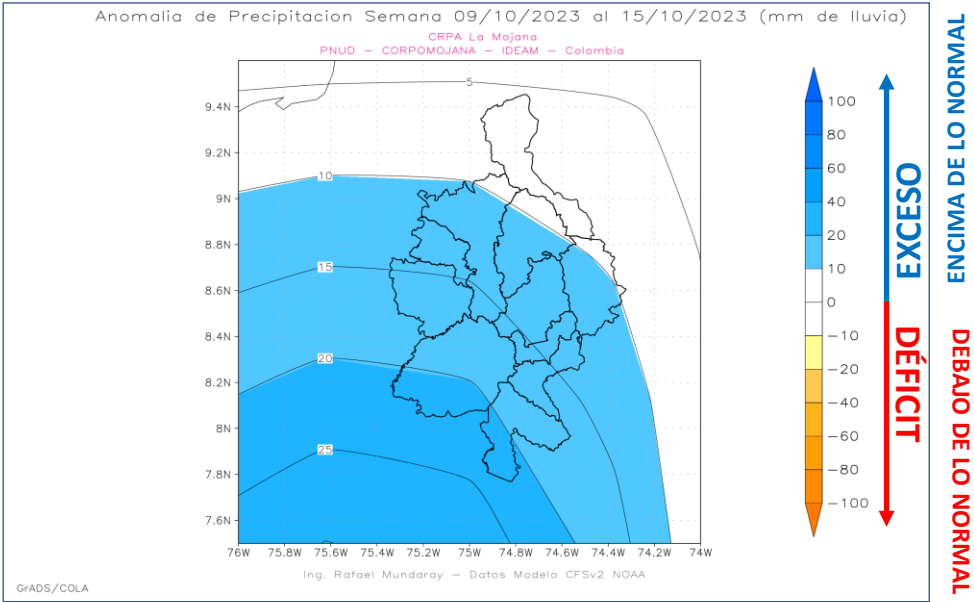 Anomalia de Precipitacion Semana 09/10/2023 al 15/10/2023 (mm de lluvia)
CRPA La Mojana
PNUD – CORPOMOJANA – IDEAM – Colombia
9.4N
9.2N
9N
8.8N
8.6N
8.4N
8.2N
8N
7.8N
7.6N
5
10
15
20
25
76W 75.8W 75.6W 75.4W 75.2W 75W 74.8W 74.6W 74.4W 74.2W 74W
100
80
60
40
20
10
0
−10
−20
−40
−60
−80
−100
EXCESO
DÉFICIT
ENCIMA DE LO NORMAL
DEBAJO DE LO NORMAL
Ing. Rafael Mundaray – Datos Modelo CFSv2 NOAA
GrADS/COLA